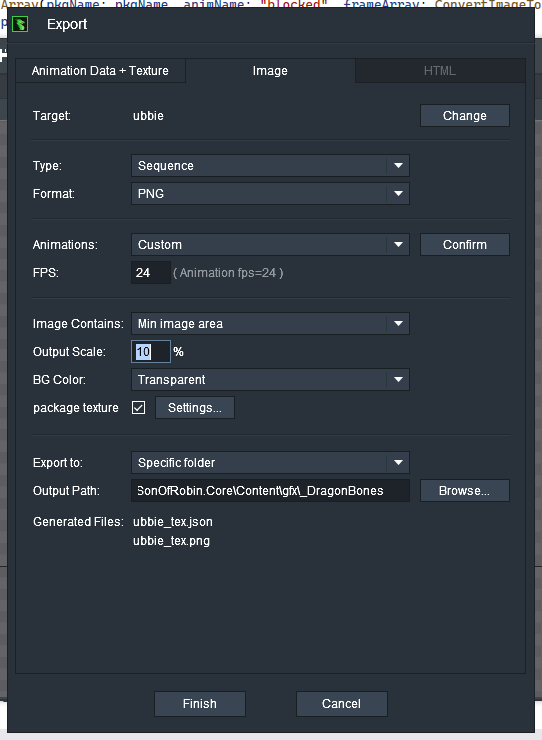 Array(pkgName: pkgName, animName: "blocked", frameArray: ConvertImageTo
Export
Animation Data + Texture
Image
HTML
Target:
ubbie
Change
Type:
Sequence
Format:
PNG
Animations:
Custom
Confirm
FPS:
24
( Animation fps=24 )
Image Contains:
Min image area
Output Scale:
10
%
BG Color:
Transparent
package texture
Settings...
Export to:
Specific folder
Output Path:
SonOfRobin.Core\Content\gfx\_DragonBones
Browse...
Generated Files:
ubbie_tex.json
ubbie_tex.png
Finish
Cancel